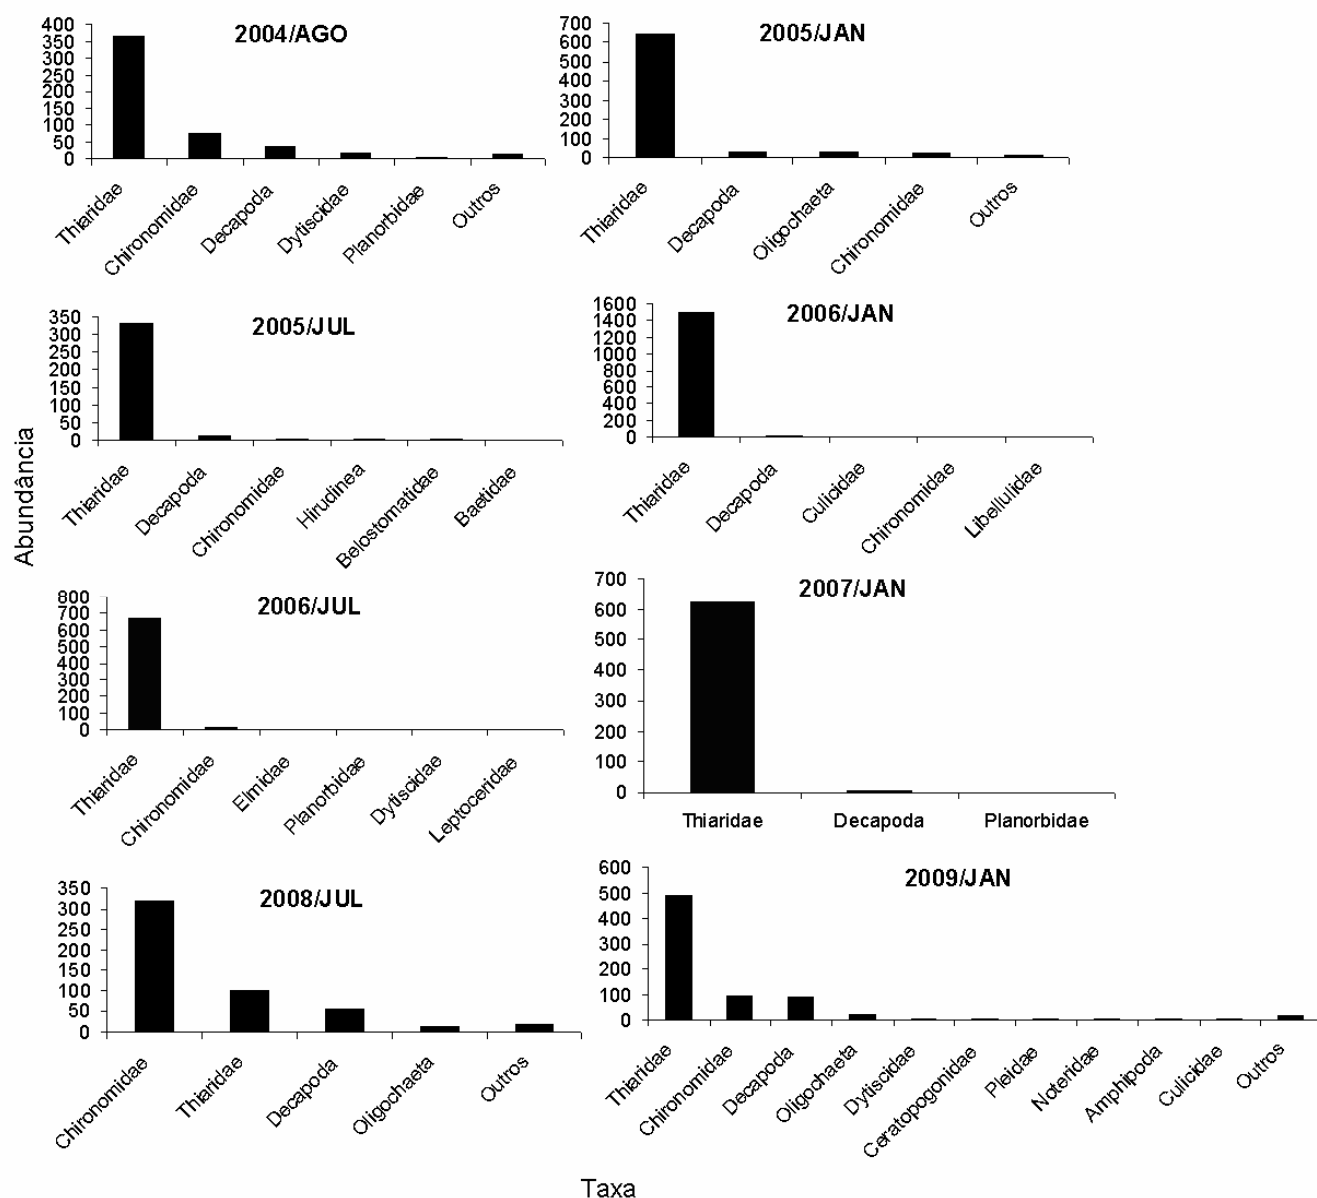 2004/AGO
400
350
300
250
200
150
100
50
0
Thiaridae
Chironomidae
Decapoda
Dytiscidae
Planorbidae
Outros
2005/JAN
700
600
500
400
300
200
100
0
Thiaridae
Decapoda
Oligochaeta
Chironomidae
Outros
2005/JUL
350
300
250
200
150
100
50
0
Thiaridae
Decapoda
Chironomidae
Hirudinea
Belostomatidae
Baetidae
2006/JAN
1600
1400
1200
1000
800
600
400
200
0
Thiaridae
Decapoda
Culicidae
Chironomidae
Libellulidae
Abundância
2006/JUL
800
700
600
500
400
300
200
100
0
Thiaridae
Chironomidae
Elmidae
Planorbidae
Dytiscidae
Leptoceridae
2007/JAN
700
600
500
400
300
200
100
0
Thiaridae Decapoda Planorbidae
2008/JUL
350
300
250
200
150
100
50
0
Chironomidae
Thiaridae
Decapoda
Oligochaeta
Outros
2009/JAN
600
500
400
300
200
100
0
Thiaridae
Chironomidae
Decapoda
Oligochaeta
Dytiscidae
Ceratopogonidae
Pleidae
Noteridae
Amphipoda
Culicidae
Outros
Taxa